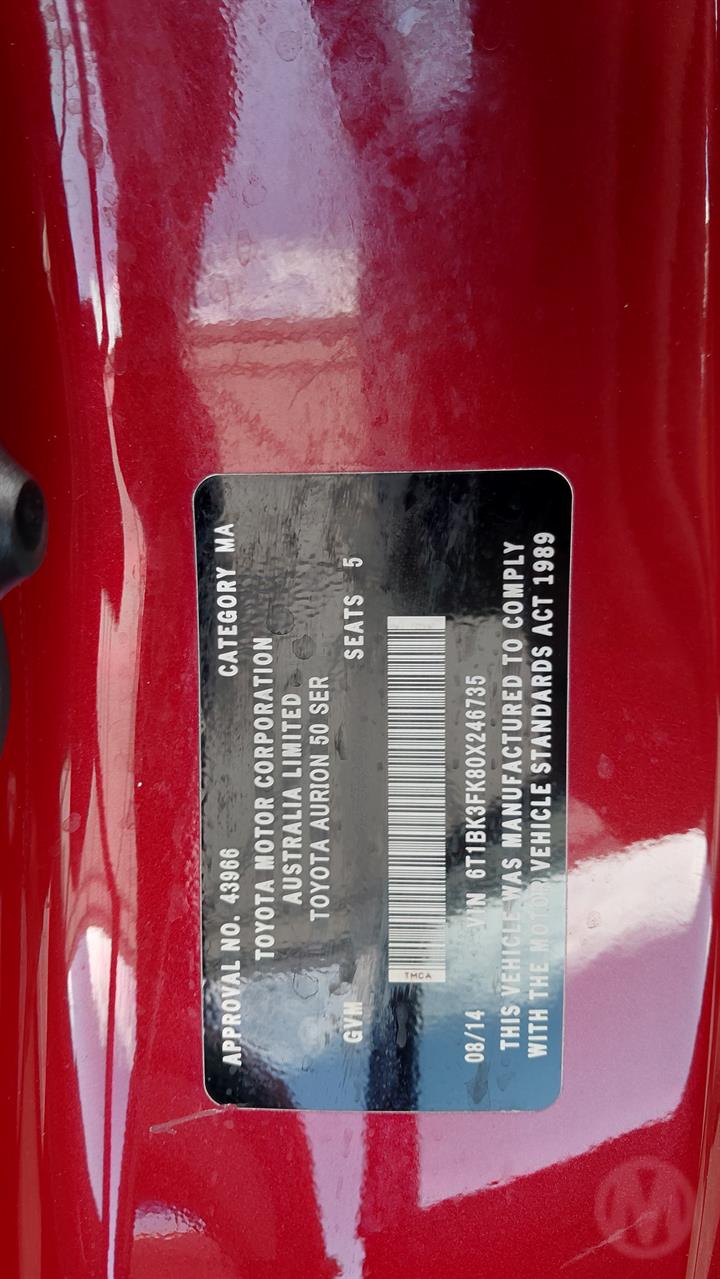 APPROVAL NO. 43966 CATEGORY MA
TOYOTA MOTOR CORPORATION
AUSTRALIA LIMITED
TOYOTA AURION 50 SER
GVM SEATS 5
TMCA
08/14 VIN 6T1BK3FK80X246735
THIS VEHICLE WAS MANUFACTURED TO COMPLY
WITH THE MOTOR VEHICLE STANDARDS ACT 1989
M